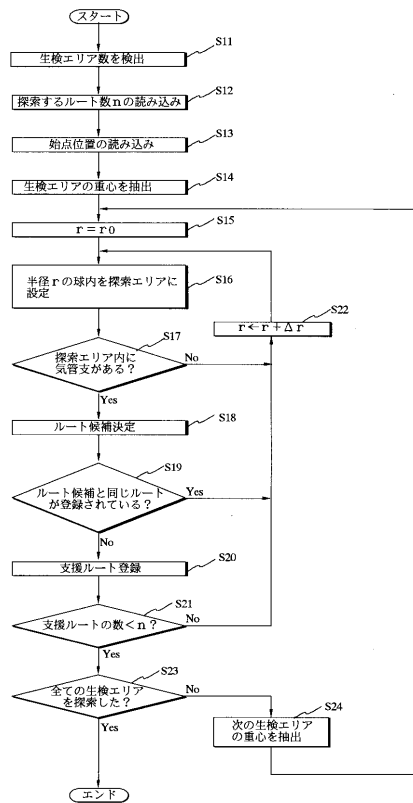 スタート
S11
生検エリア数を検出
S12
探索するルート数nの読み込み
S13
始点位置の読み込み
S14
生検エリアの重心を抽出
S15
r=r0
S16
半径rの球内を探索エリアに
設定
S22
r←r+Δr
S17
探索エリア内に
気管支がある?
No
Yes
S18
ルート候補決定
S19
ルート候補と同じルート
が登録されている?
Yes
No
S20
支援ルート登録
S21
支援ルートの数<n?
No
Yes
S23
全ての生検エリア
を探索した?
No
Yes
S24
次の生検エリア
の重心を抽出
エンド